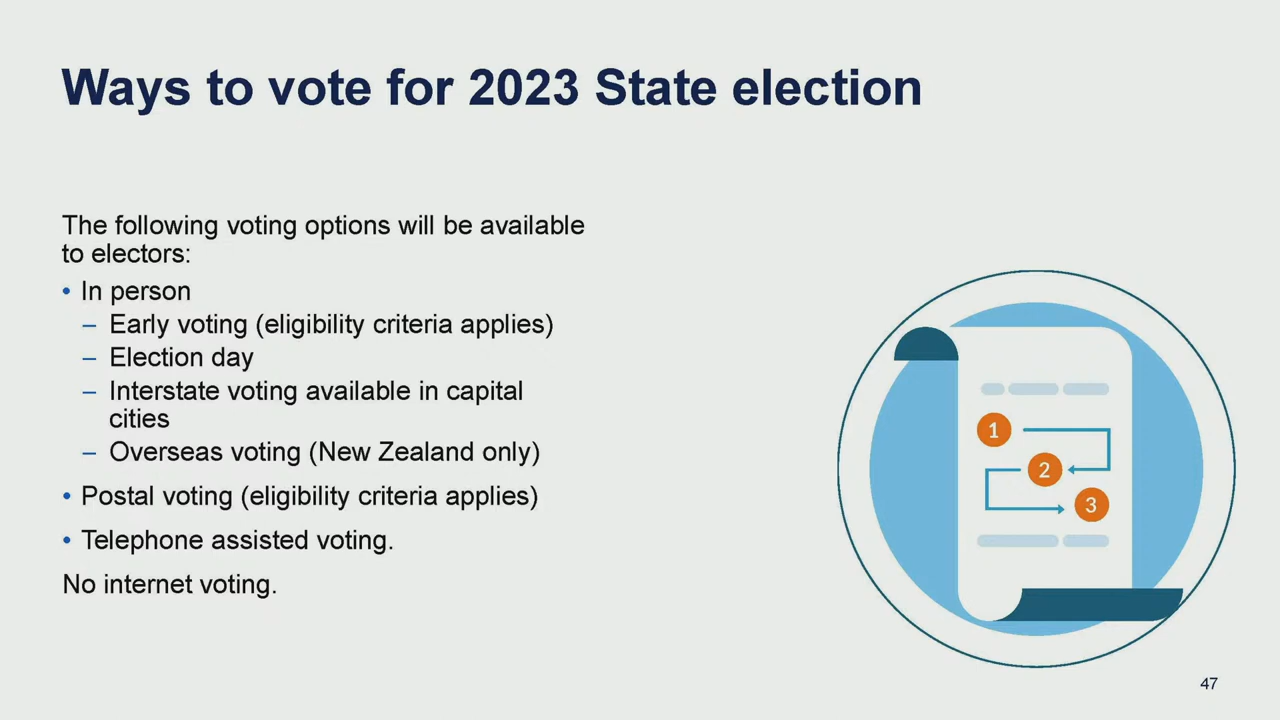 Ways to vote for 2023 State election
The following voting options will be available
to electors:
• In person
– Early voting (eligibility criteria applies)
– Election day
– Interstate voting available in capital
cities
– Overseas voting (New Zealand only)
• Postal voting (eligibility criteria applies)
• Telephone assisted voting.
No internet voting.
1
2
3
47